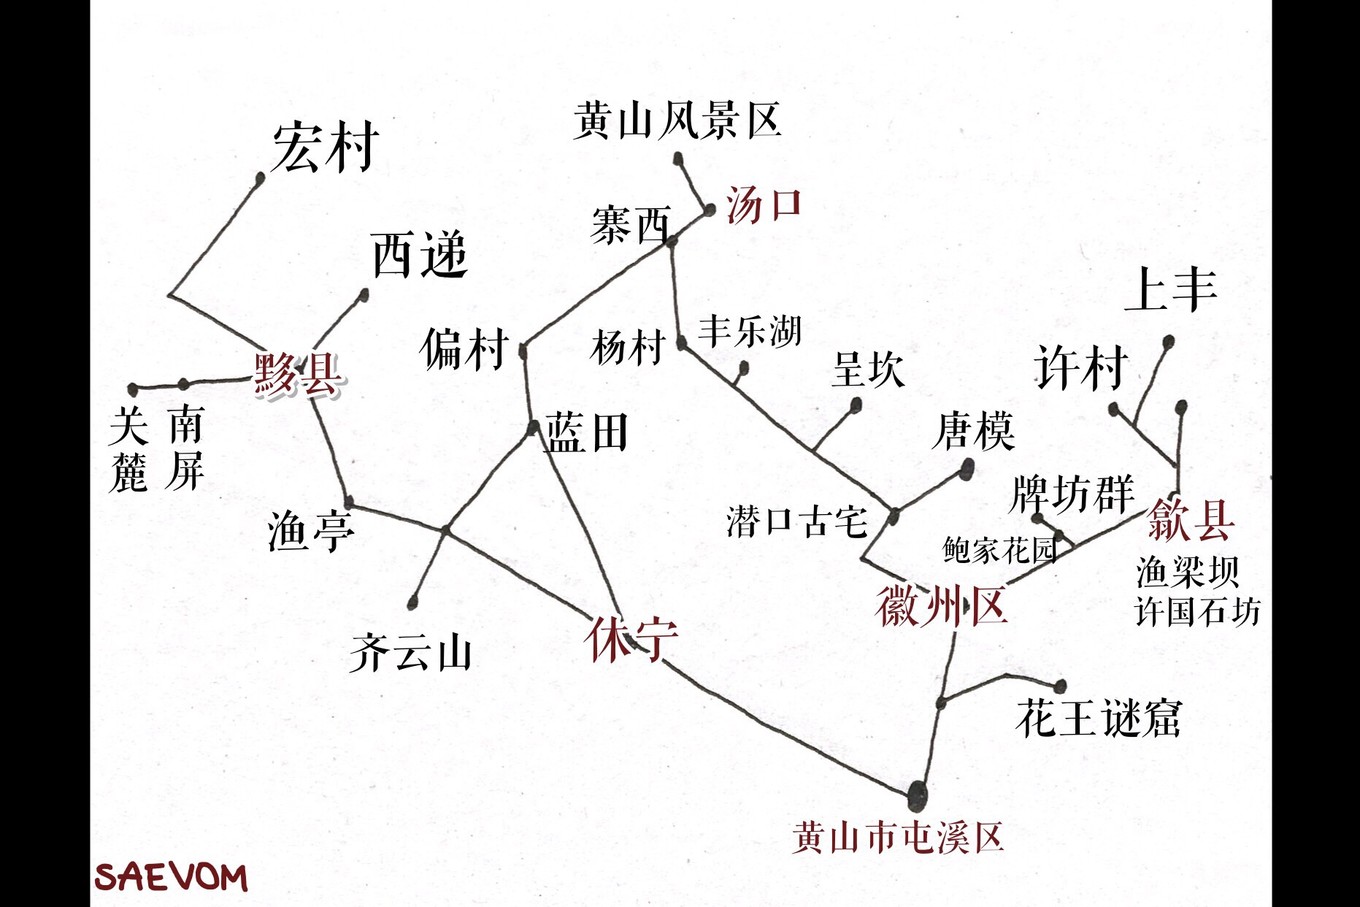 黄山风景区
宏村
汤口
寨西
西递
上丰
丰乐湖
偏村
杨村
呈坎
许村
黟县
关麓
南屏
蓝田
唐模
牌坊群
潜口古宅
歙县
渔亭
鲍家花园
渔梁坝
许国石坊
徽州区
休宁
齐云山
花王谜窟
黄山市屯溪区
SAEVOM